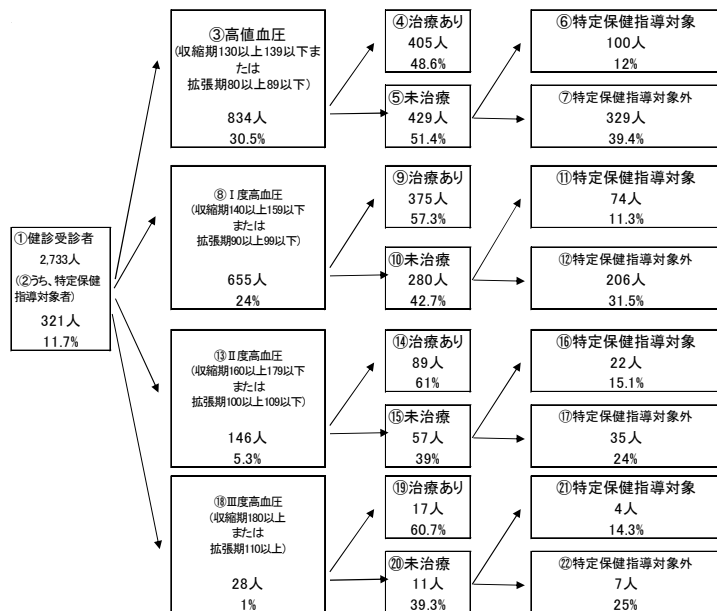 ①健診受診者
2,733人
(②うち、特定保健
指導対象者)
321人
11.7%
③高値血圧
(収縮期130以上139以下ま
たは
拡張期80以上89以下)
834人
30.5%
④治療あり
405人
48.6%
⑤未治療
429人
51.4%
⑥特定保健指導対象
100人
12%
⑦特定保健指導対象外
329人
39.4%
⑧Ⅰ度高血圧
(収縮期140以上159以下
または
拡張期90以上99以下)
655人
24%
⑨治療あり
375人
57.3%
⑩未治療
280人
42.7%
⑪特定保健指導対象
74人
11.3%
⑫特定保健指導対象外
206人
31.5%
⑬Ⅱ度高血圧
(収縮期160以上179以下
または
拡張期100以上109以下)
146人
5.3%
⑭治療あり
89人
61%
⑮未治療
57人
39%
⑯特定保健指導対象
22人
15.1%
⑰特定保健指導対象外
35人
24%
⑱Ⅲ度高血圧
(収縮期180以上
または
拡張期110以上)
28人
1%
⑲治療あり
17人
60.7%
⑳未治療
11人
39.3%
㉑特定保健指導対象
4人
14.3%
㉒特定保健指導対象外
7人
25%